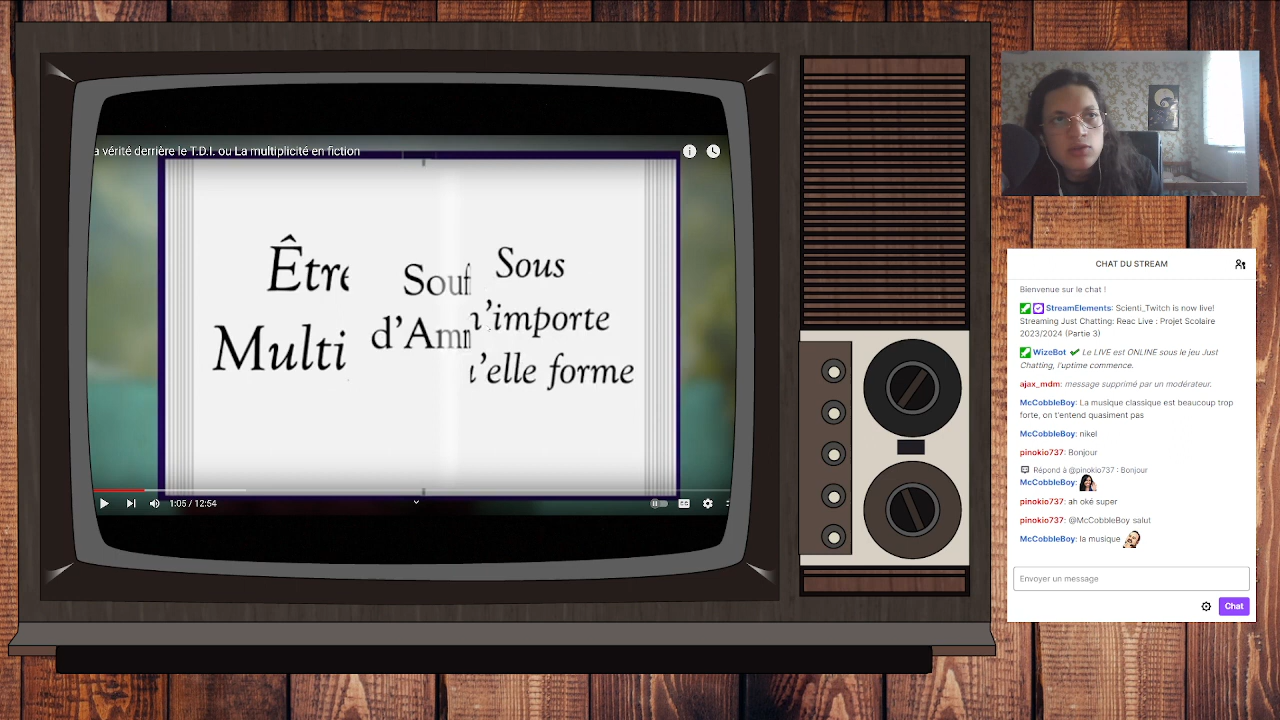 vérité derrière le T.D.I. ou La multiplicité en fiction
Être
Multi
Souf
d'Amn
Sous
n'importe
elle forme
1:05 / 12:54
CHAT DU STREAM
Bienvenue sur le chat !
StreamElements: Scienti_Twitch is now live!
Streaming Just Chatting: Reac Live : Projet Scolaire
2023/2024 (Partie 3)
WizeBot Le LIVE est ONLINE sous le jeu Just
Chatting, l'uptime commence.
ajax_mdm: message supprimé par un modérateur.
McCobbleBoy: La musique classique est beaucoup trop
forte, on t'entend quasiment pas
McCobbleBoy: nikel
pinokio737: Bonjour
Répond à @pinokio737 : Bonjour
McCobbleBoy:
pinokio737: ah oké super
pinokio737: @McCobbleBoy salut
McCobbleBoy: la musique
Envoyer un message
Chat